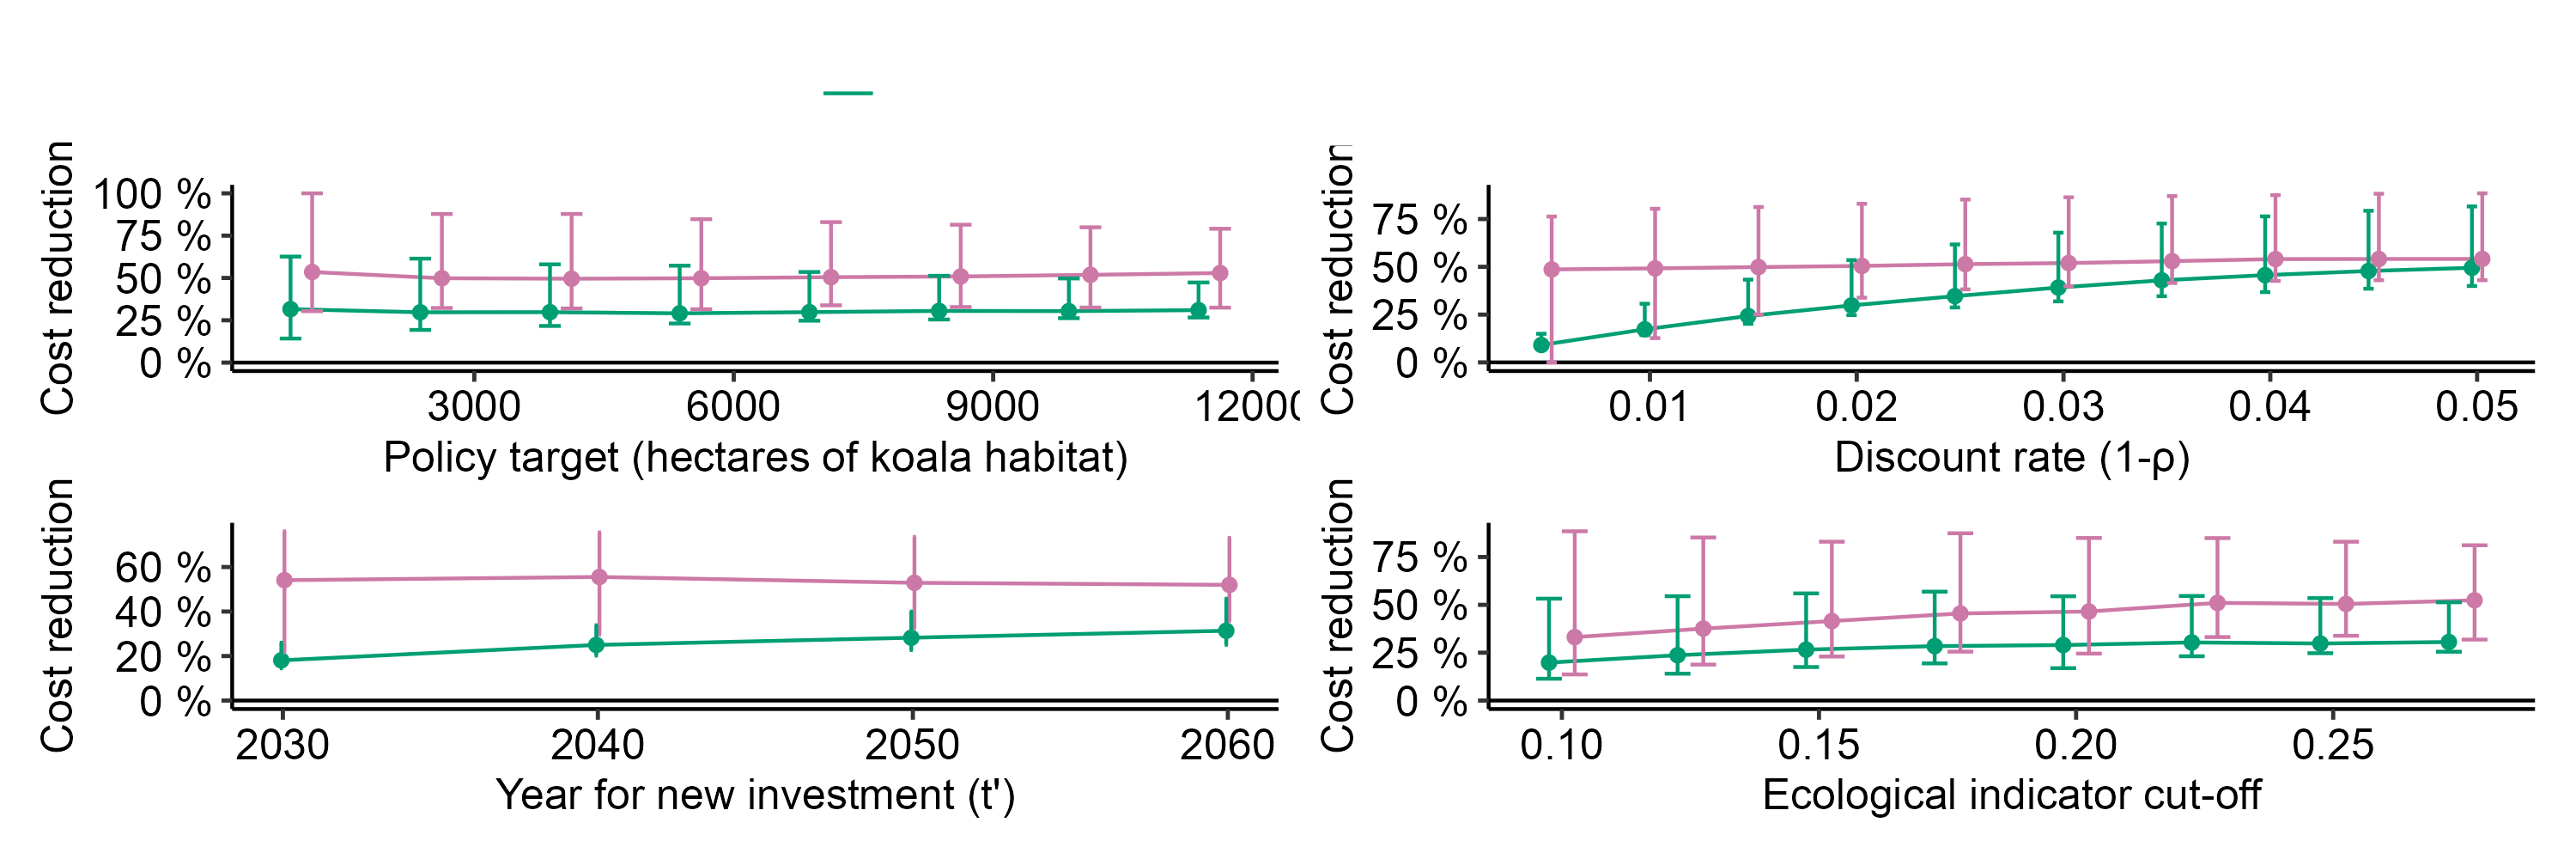 Cost reduction
100 %
75 %
50 %
25 %
0 %
3000 6000 9000 1200
Policy target (hectares of koala habitat)
Cost reduction
75 %
50 %
25 %
0 %
0.01 0.02 0.03 0.04 0.05
Discount rate (1-ρ)
Cost reduction
60 %
40 %
20 %
0 %
2030 2040 2050 2060
Year for new investment (t')
Cost reduction
75 %
50 %
25 %
0 %
0.10 0.15 0.20 0.25
Ecological indicator cut-off